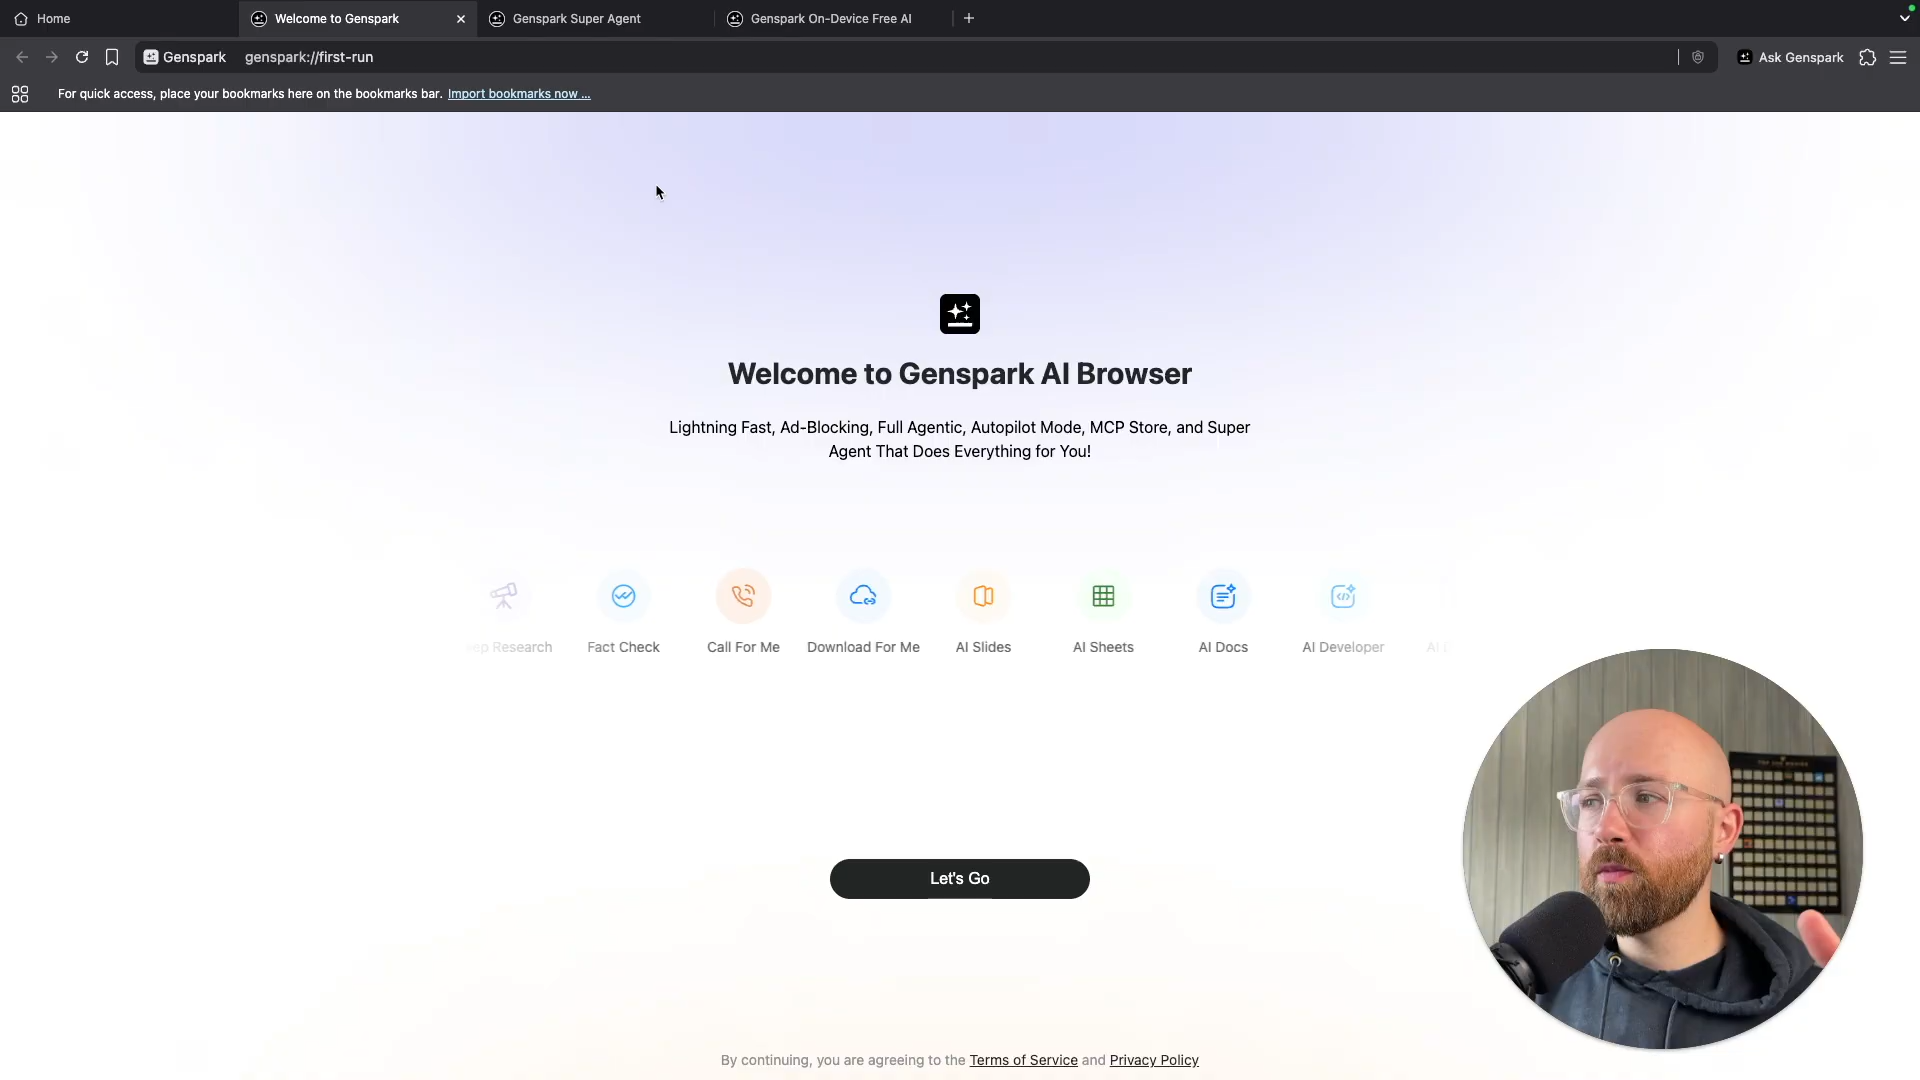 Home
Welcome to Genspark
Genspark Super Agent
Genspark On-Device Free AI
Genspark
genspark://first-run
Ask Genspark
For quick access, place your bookmarks here on the bookmarks bar. Import bookmarks now ...
Welcome to Genspark AI Browser
Lightning Fast, Ad-Blocking, Full Agentic, Autopilot Mode, MCP Store, and Super
Agent That Does Everything for You!
Research
Fact Check
Call For Me
Download For Me
AI Slides
AI Sheets
AI Docs
AI Developer
AI
Let's Go
By continuing, you are agreeing to the Terms of Service and Privacy Policy